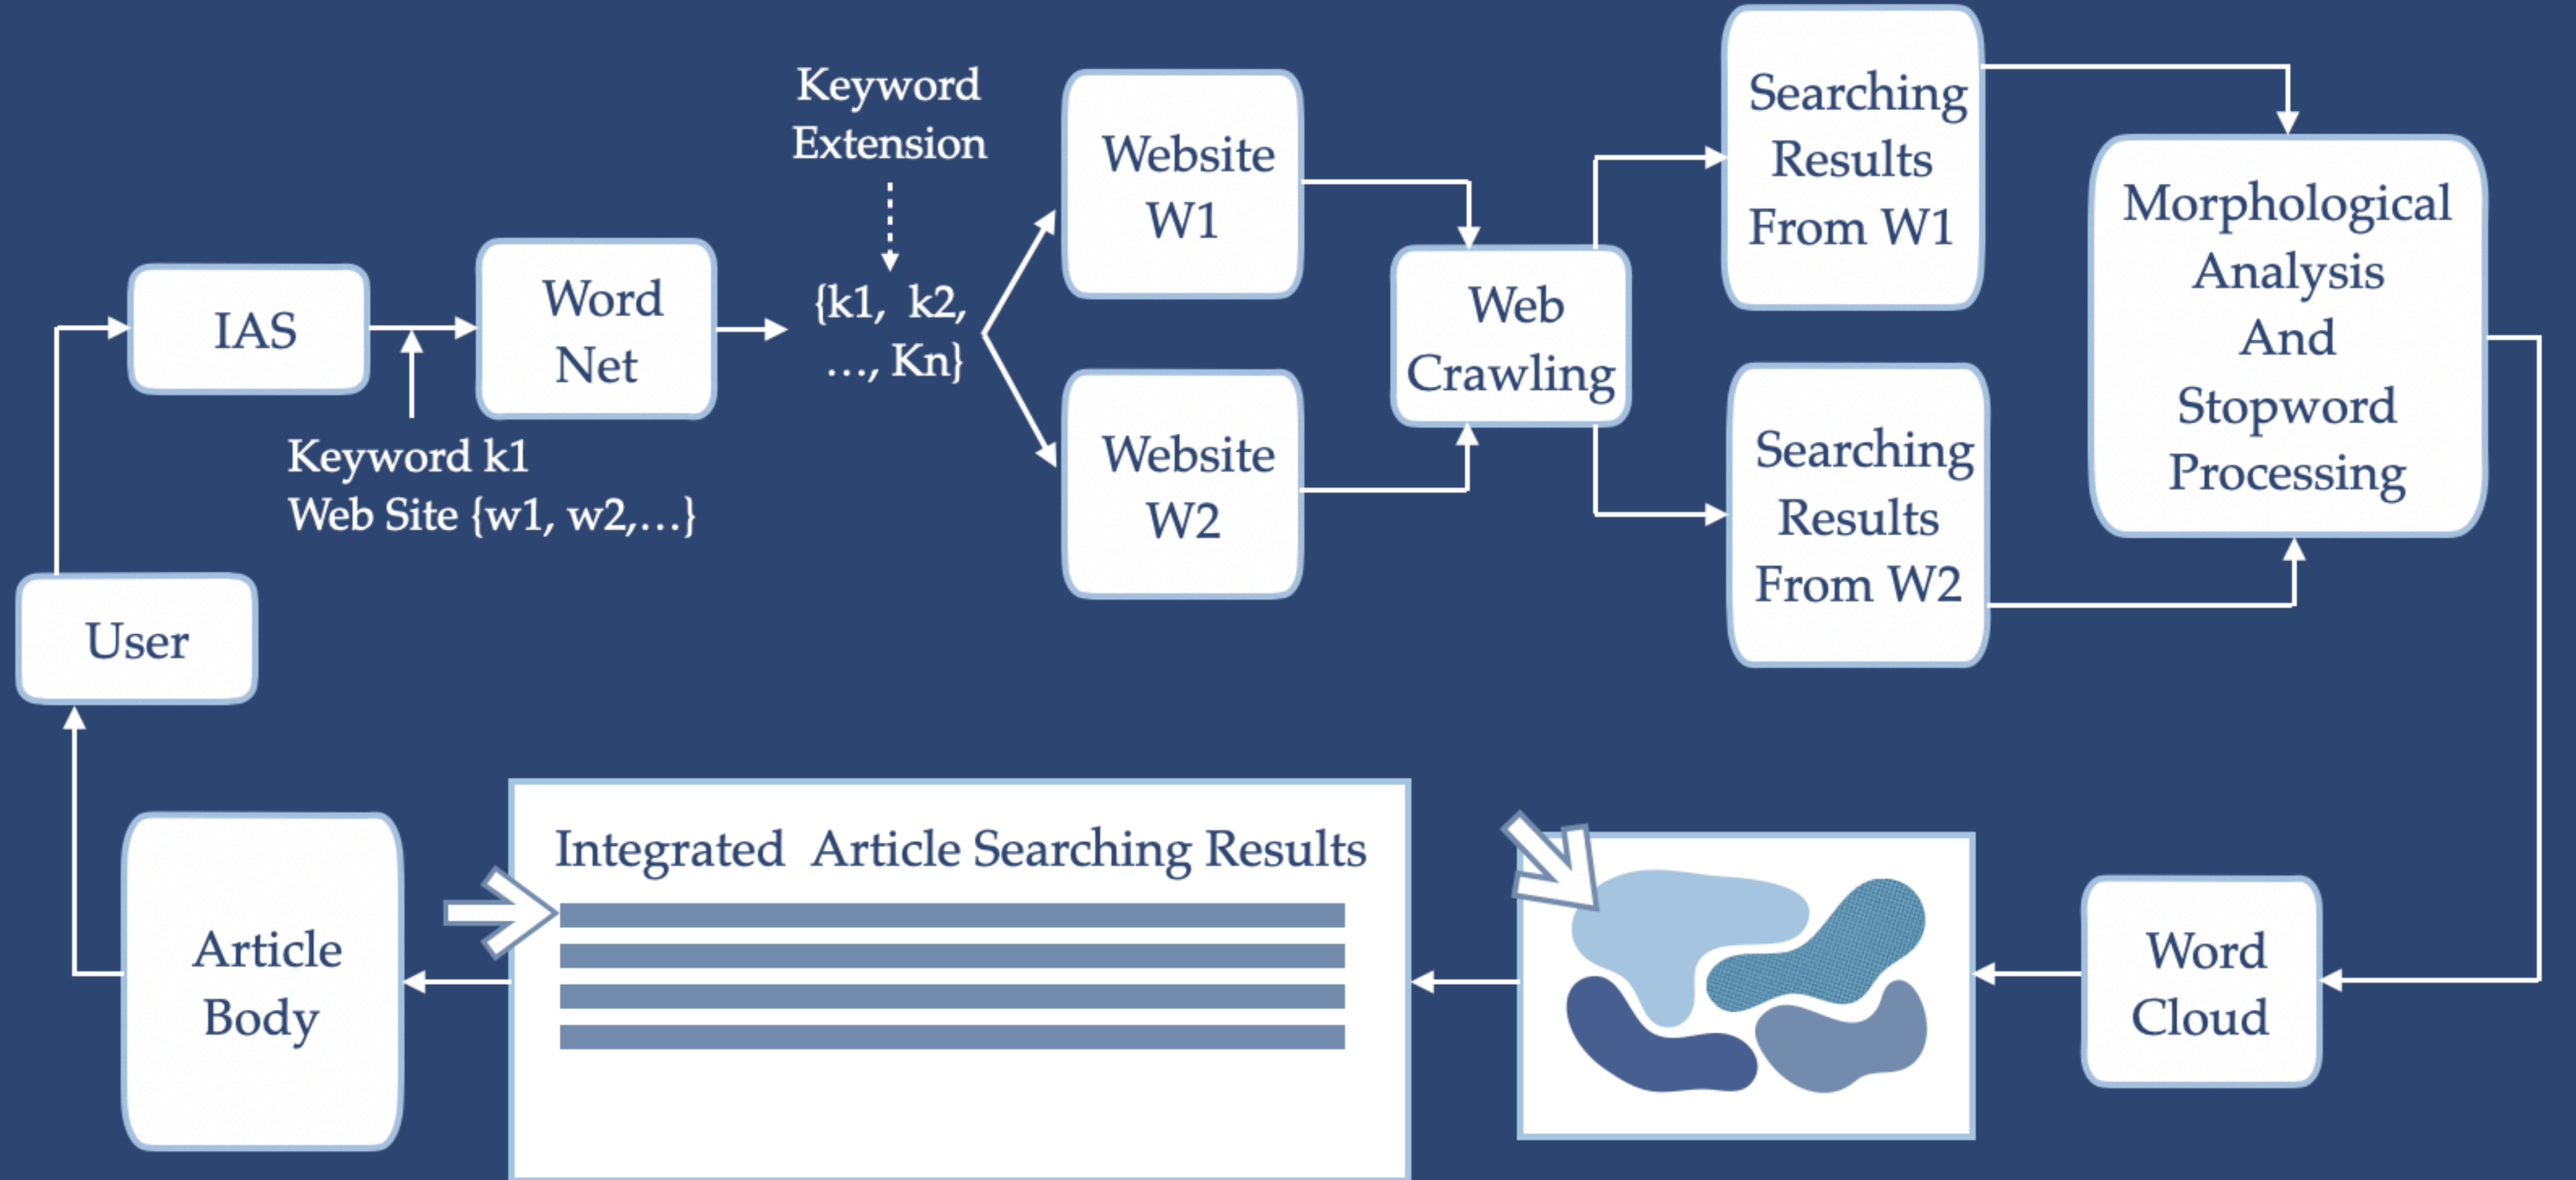 Keyword
Extension
IAS
Word
Net
Keyword k1
Web Site {w1, w2,...}
{k1, k2,
..., Kn}
Website
W1
Website
W2
Web
Crawling
Searching
Results
From W1
Searching
Results
From W2
Morphological
Analysis
And
Stopword
Processing
User
Article
Body
Integrated Article Searching Results
Word
Cloud